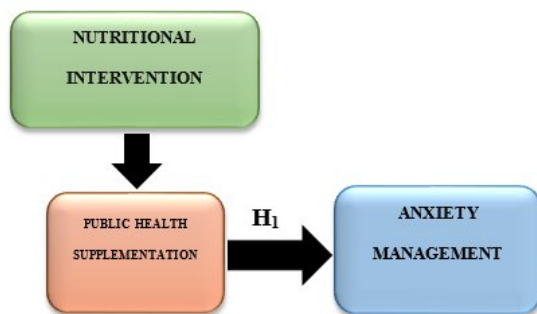 NUTRITIONAL
INTERVENTION
PUBLIC HEALTH
SUPPLEMENTATION
H1
ANXIETY
MANAGEMENT